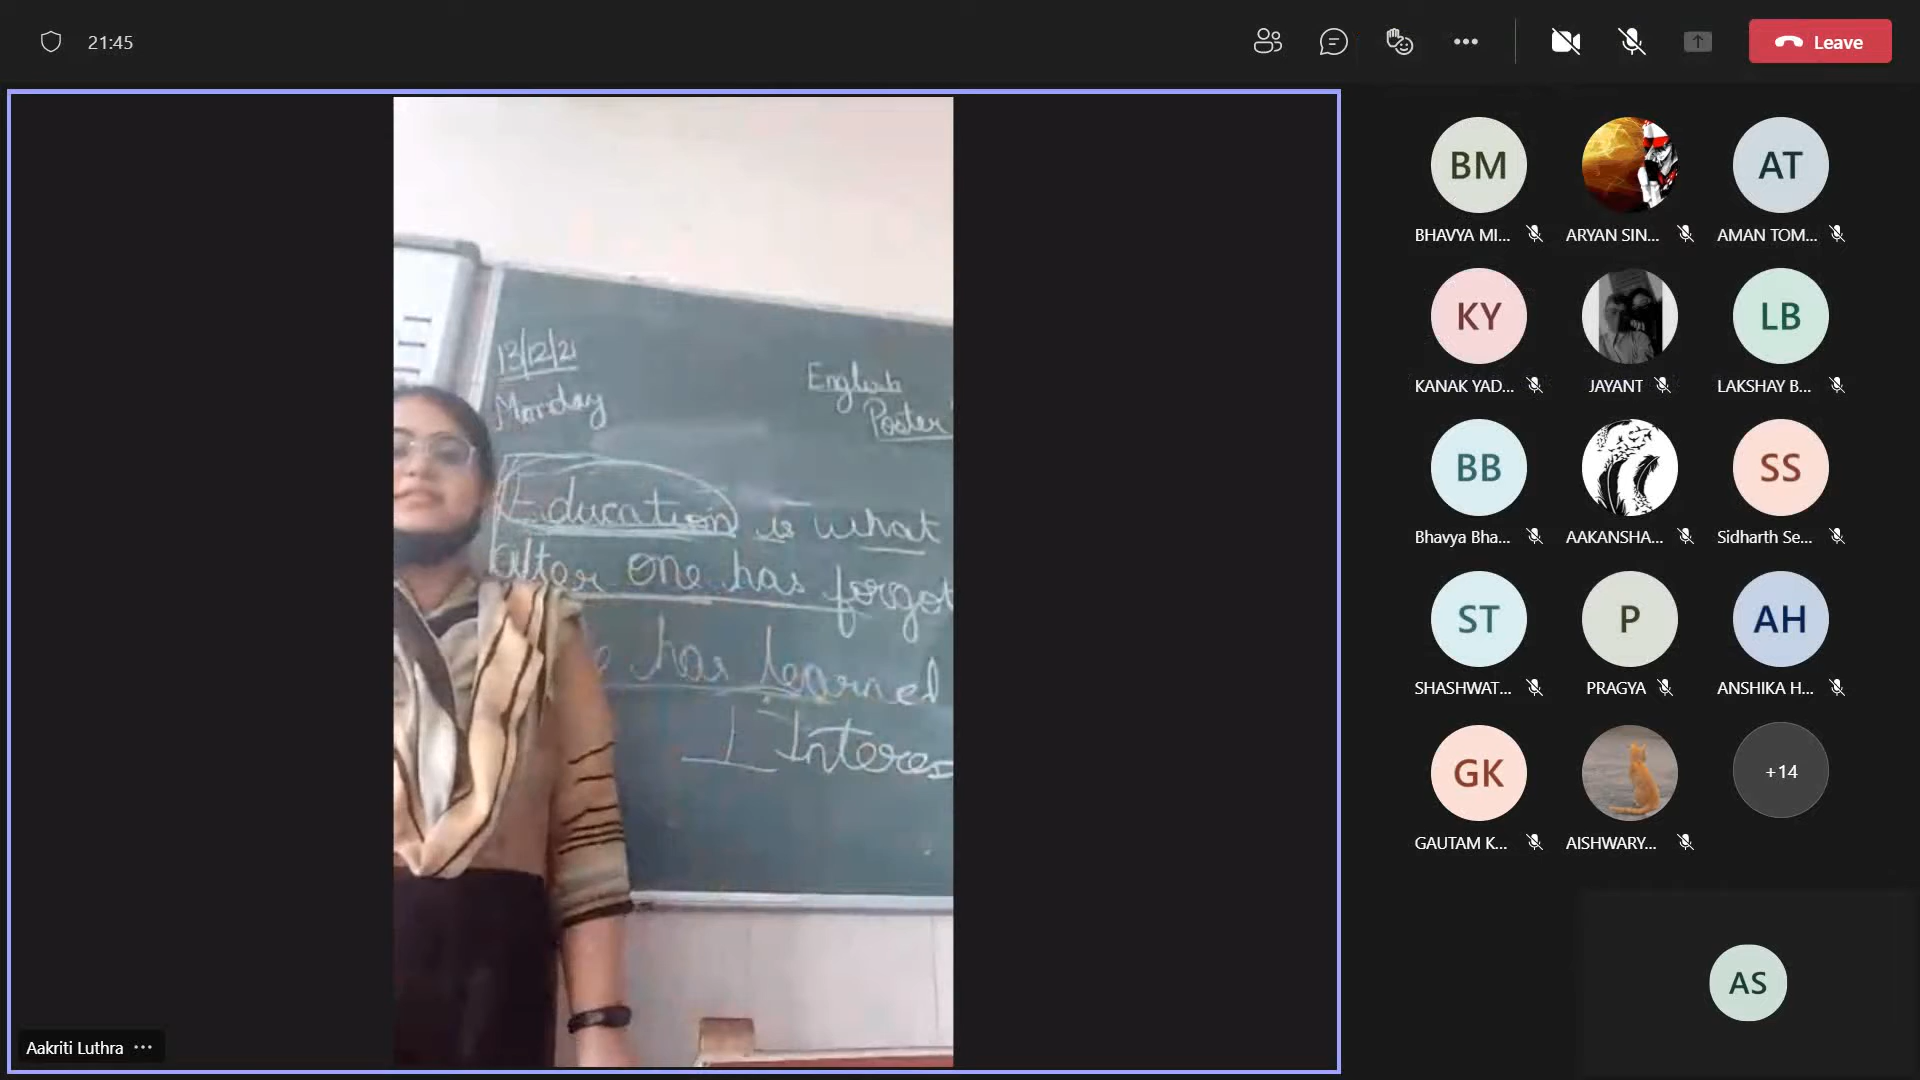 21:45
Leave
13/12/21
Monday
English
Poster
Education is what
after one has forgot
has learned
1 Interes
Aakriti Luthra
BM
AT
BHAVYA MI...
ARYAN SIN...
AMAN TOM...
KY
LB
KANAK YAD...
JAYANT
LAKSHAY B...
BB
SS
Bhavya Bha...
AAKANSHA...
Sidharth Se...
ST
P
AH
SHASHWAT...
PRAGYA
ANSHIKA H...
GK
+14
GAUTAM K...
AISHWARY...
AS